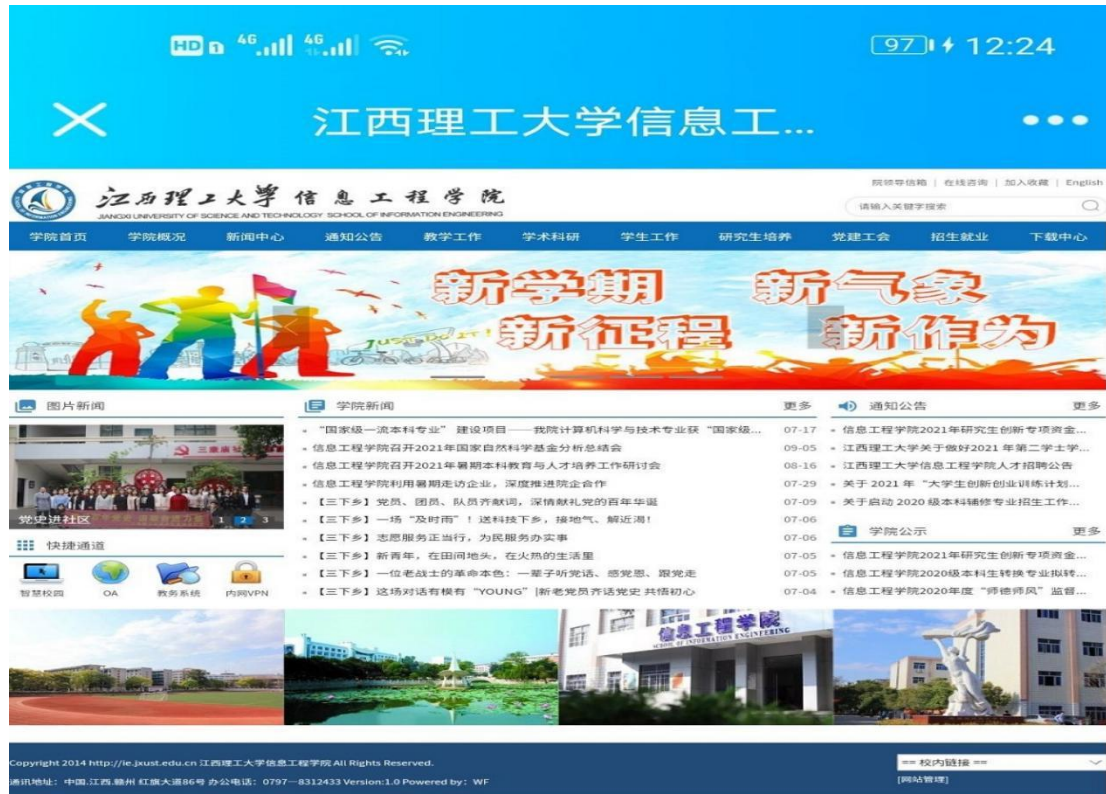 HD 1 4G 4G 97 12:24
江西理工大学信息工...
院领导信箱 | 在线咨询 | 加入收藏 | English
江西理工大学 信息工程学院
JIANGXI UNIVERSITY OF SCIENCE AND TECHNOLOGY SCHOOL OF INFORMATION ENGINEERING
请输入关键字搜索
学院首页 学院概况 新闻中心 通知公告 教学工作 学术科研 学生工作 研究生培养 党建工会 招生就业 下载中心
新学期 新气象
新征程 新作为
JUST DO IT!
图片新闻
党史进社区
1 2 3
快捷通道
智慧校园 OA 教务系统 内网VPN
学院新闻 更多
“国家级一流本科专业” 建设项目——我院计算机科学与技术专业获“国家级... 07-17
信息工程学院召开2021年国家自然科学基金分析总结会 09-05
信息工程学院召开2021年暑期本科教育与人才培养工作研讨会 08-16
信息工程学院利用暑期走访企业，深度推进院企合作 07-29
【三下乡】党员、团员、队员齐献词，深情献礼党的百年华诞 07-09
【三下乡】一场“及时雨”！送科技下乡，接地气、解近渴! 07-06
【三下乡】志愿服务正当行，为民服务办实事 07-06
【三下乡】新青年，在田间地头，在火热的生活里 07-05
【三下乡】一位老战士的革命本色：一辈子听党话、感党恩、跟党走 07-05
【三下乡】这场对话有模有“YOUNG”|新老党员齐话党史 共悟初心 07-04
通知公告 更多
信息工程学院2021年研究生创新专项资金...
江西理工大学关于做好2021 年第二学士学...
江西理工大学信息工程学院人才招聘公告
关于 2021 年 “大学生创新创业训练计划...
关于启动 2020 级本科辅修专业招生工作...
学院公示 更多
信息工程学院2021年研究生创新专项资金...
信息工程学院2020级本科生转换专业拟转...
信息工程学院2020年度“师德师风”监督...
信息工程学院
SCHOOL OF INFORMATION ENGINEERING
Copyright 2014 http://ie.jxust.edu.cn 江西理工大学信息工程学院 All Rights Reserved.
通讯地址：中国.江西.赣州 红旗大道86号 办公电话：0797—8312433 Version:1.0 Powered by：WF
== 校内链接 ==
[网站管理]